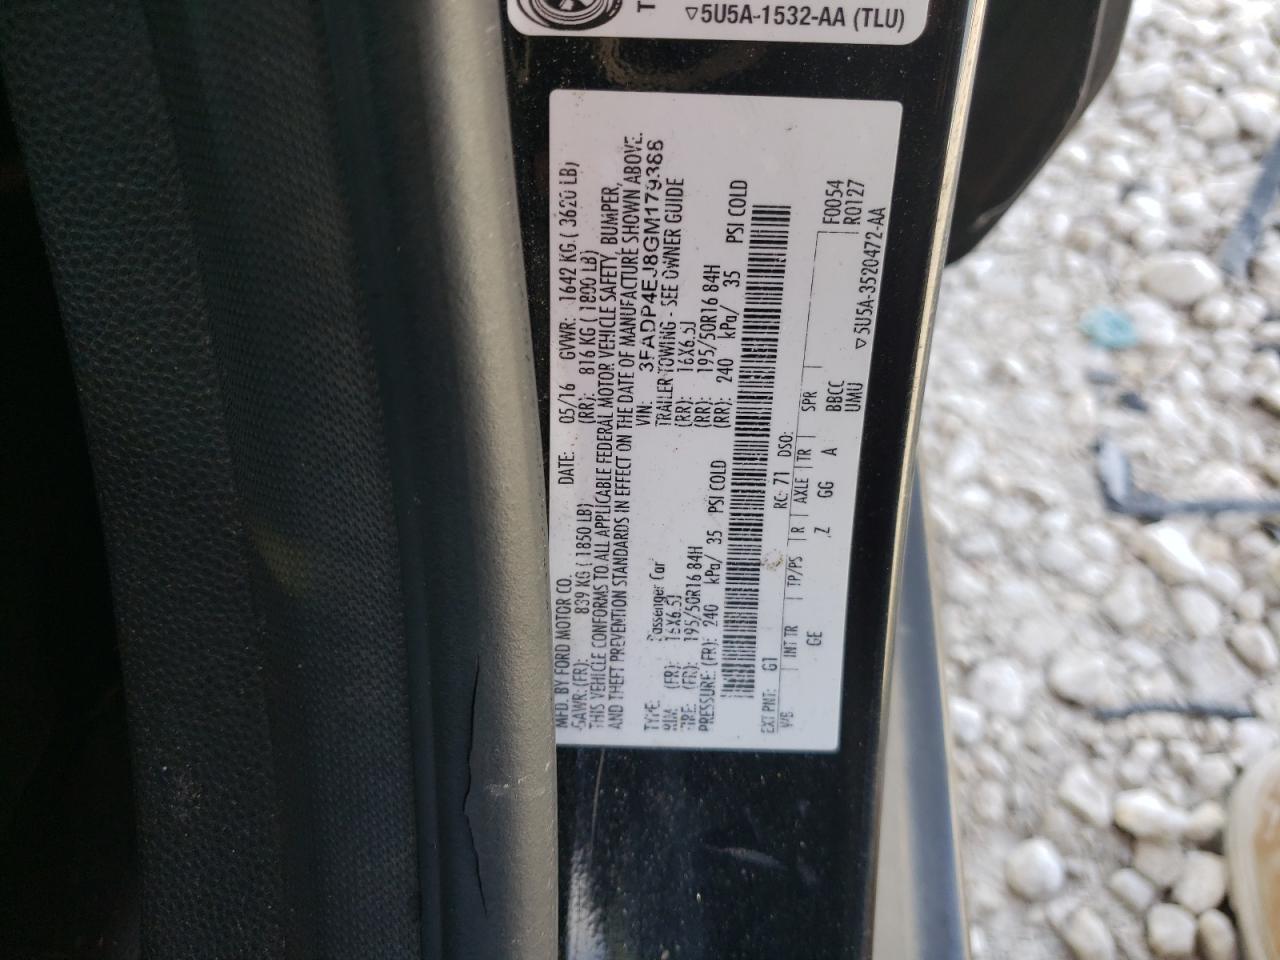 ▽5U5A-1532-AA (TLU)
MFD. BY FORD MOTOR CO. DATE: 05/16 GVWR: 1642 KG ( 3620 LB)
GAWR: (FR): 839 KG ( 1850 LB) (RR): 816 KG ( 1800 LB)
THIS VEHICLE CONFORMS TO ALL APPLICABLE FEDERAL MOTOR VEHICLE SAFETY, BUMPER,
AND THEFT PREVENTION STANDARDS IN EFFECT ON THE DATE OF MANUFACTURE SHOWN ABOVE.
VIN: 3FADP4EJ8GM179388
TYPE: Passenger Car TRAILER TOWING - SEE OWNER GUIDE
RIM: (FR): 16X6.5J (RR): 16X6.5J
TIRE: (FR): 195/50R16 84H (RR): 195/50R16 84H
PRESSURE: (FR): 240 kPa/ 35 PSI COLD (RR): 240 kPa/ 35 PSI COLD
EXT PNT: G1 RC: 71 DSO:
WB INT TR TP/PS R AXLE TR SPR F0054
GE Z GG A BBCC R0127
UMU
▽5U5A-3520472-AA